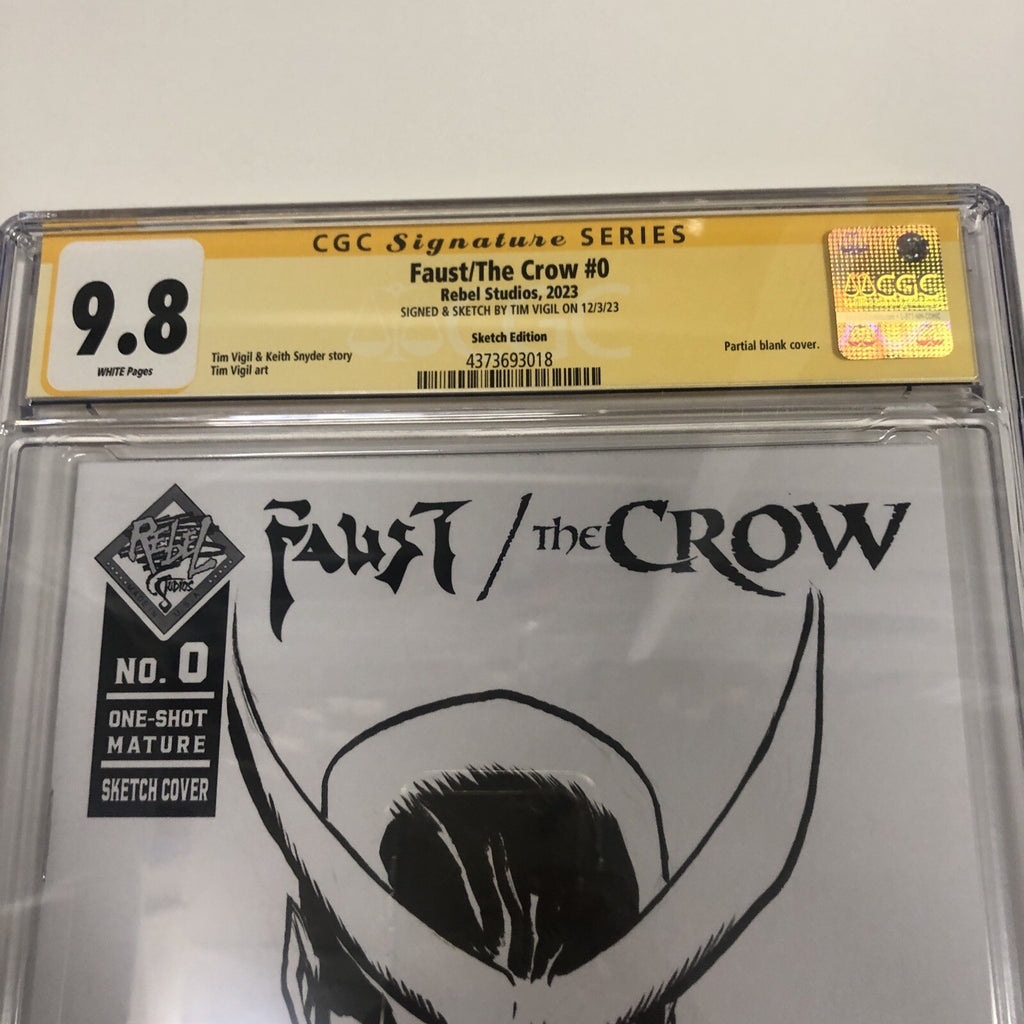 CGC Signature SERIES
9.8
WHITE Pages
Faust/The Crow #0
Rebel Studios, 2023
SIGNED & SKETCH BY TIM VIGIL ON 12/3/23
Sketch Edition
Tim Vigil & Keith Snyder story
Tim Vigil art
4373693018
Partial blank cover.
CGC
REBEL
STUDIOS
FAUST / THE CROW
NO. 0
ONE-SHOT
MATURE
SKETCH COVER